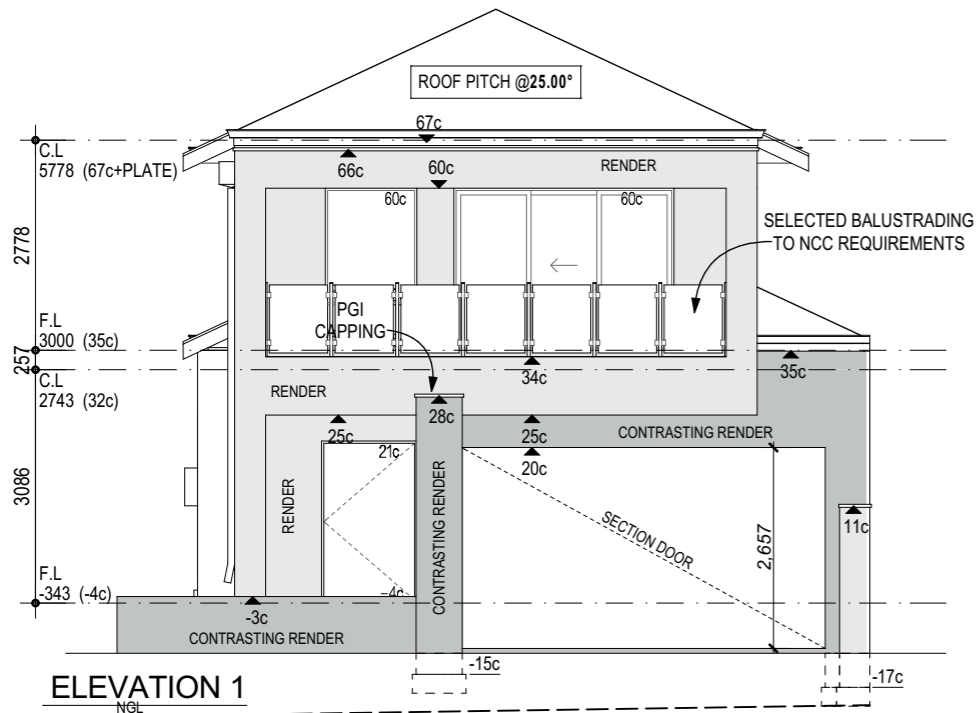 ROOF PITCH @25.00°
67c
C.L
5778 (67c+PLATE)
66c
60c
RENDER
60c
60c
SELECTED BALUSTRADING
TO NCC REQUIREMENTS
2778
PGI
CAPPING
F.L
3000 (35c)
257
34c
35c
C.L
2743 (32c)
RENDER
28c
25c
25c
CONTRASTING RENDER
21c
20c
3086
RENDER
CONTRASTING RENDER
SECTION DOOR
2,657
11c
F.L
-343 (-4c)
-4c
-3c
CONTRASTING RENDER
-15c
-17c
ELEVATION 1
NGL